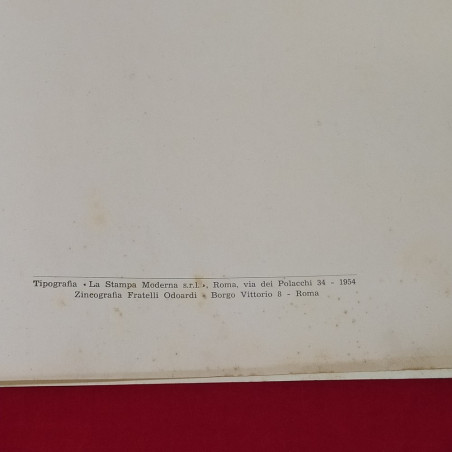 Tipografia « La Stampa Moderna s.r.l. », Roma, via dei Polacchi 34 - 1954
Zincografia Fratelli Odoardi - Borgo Vittorio 8 - Roma